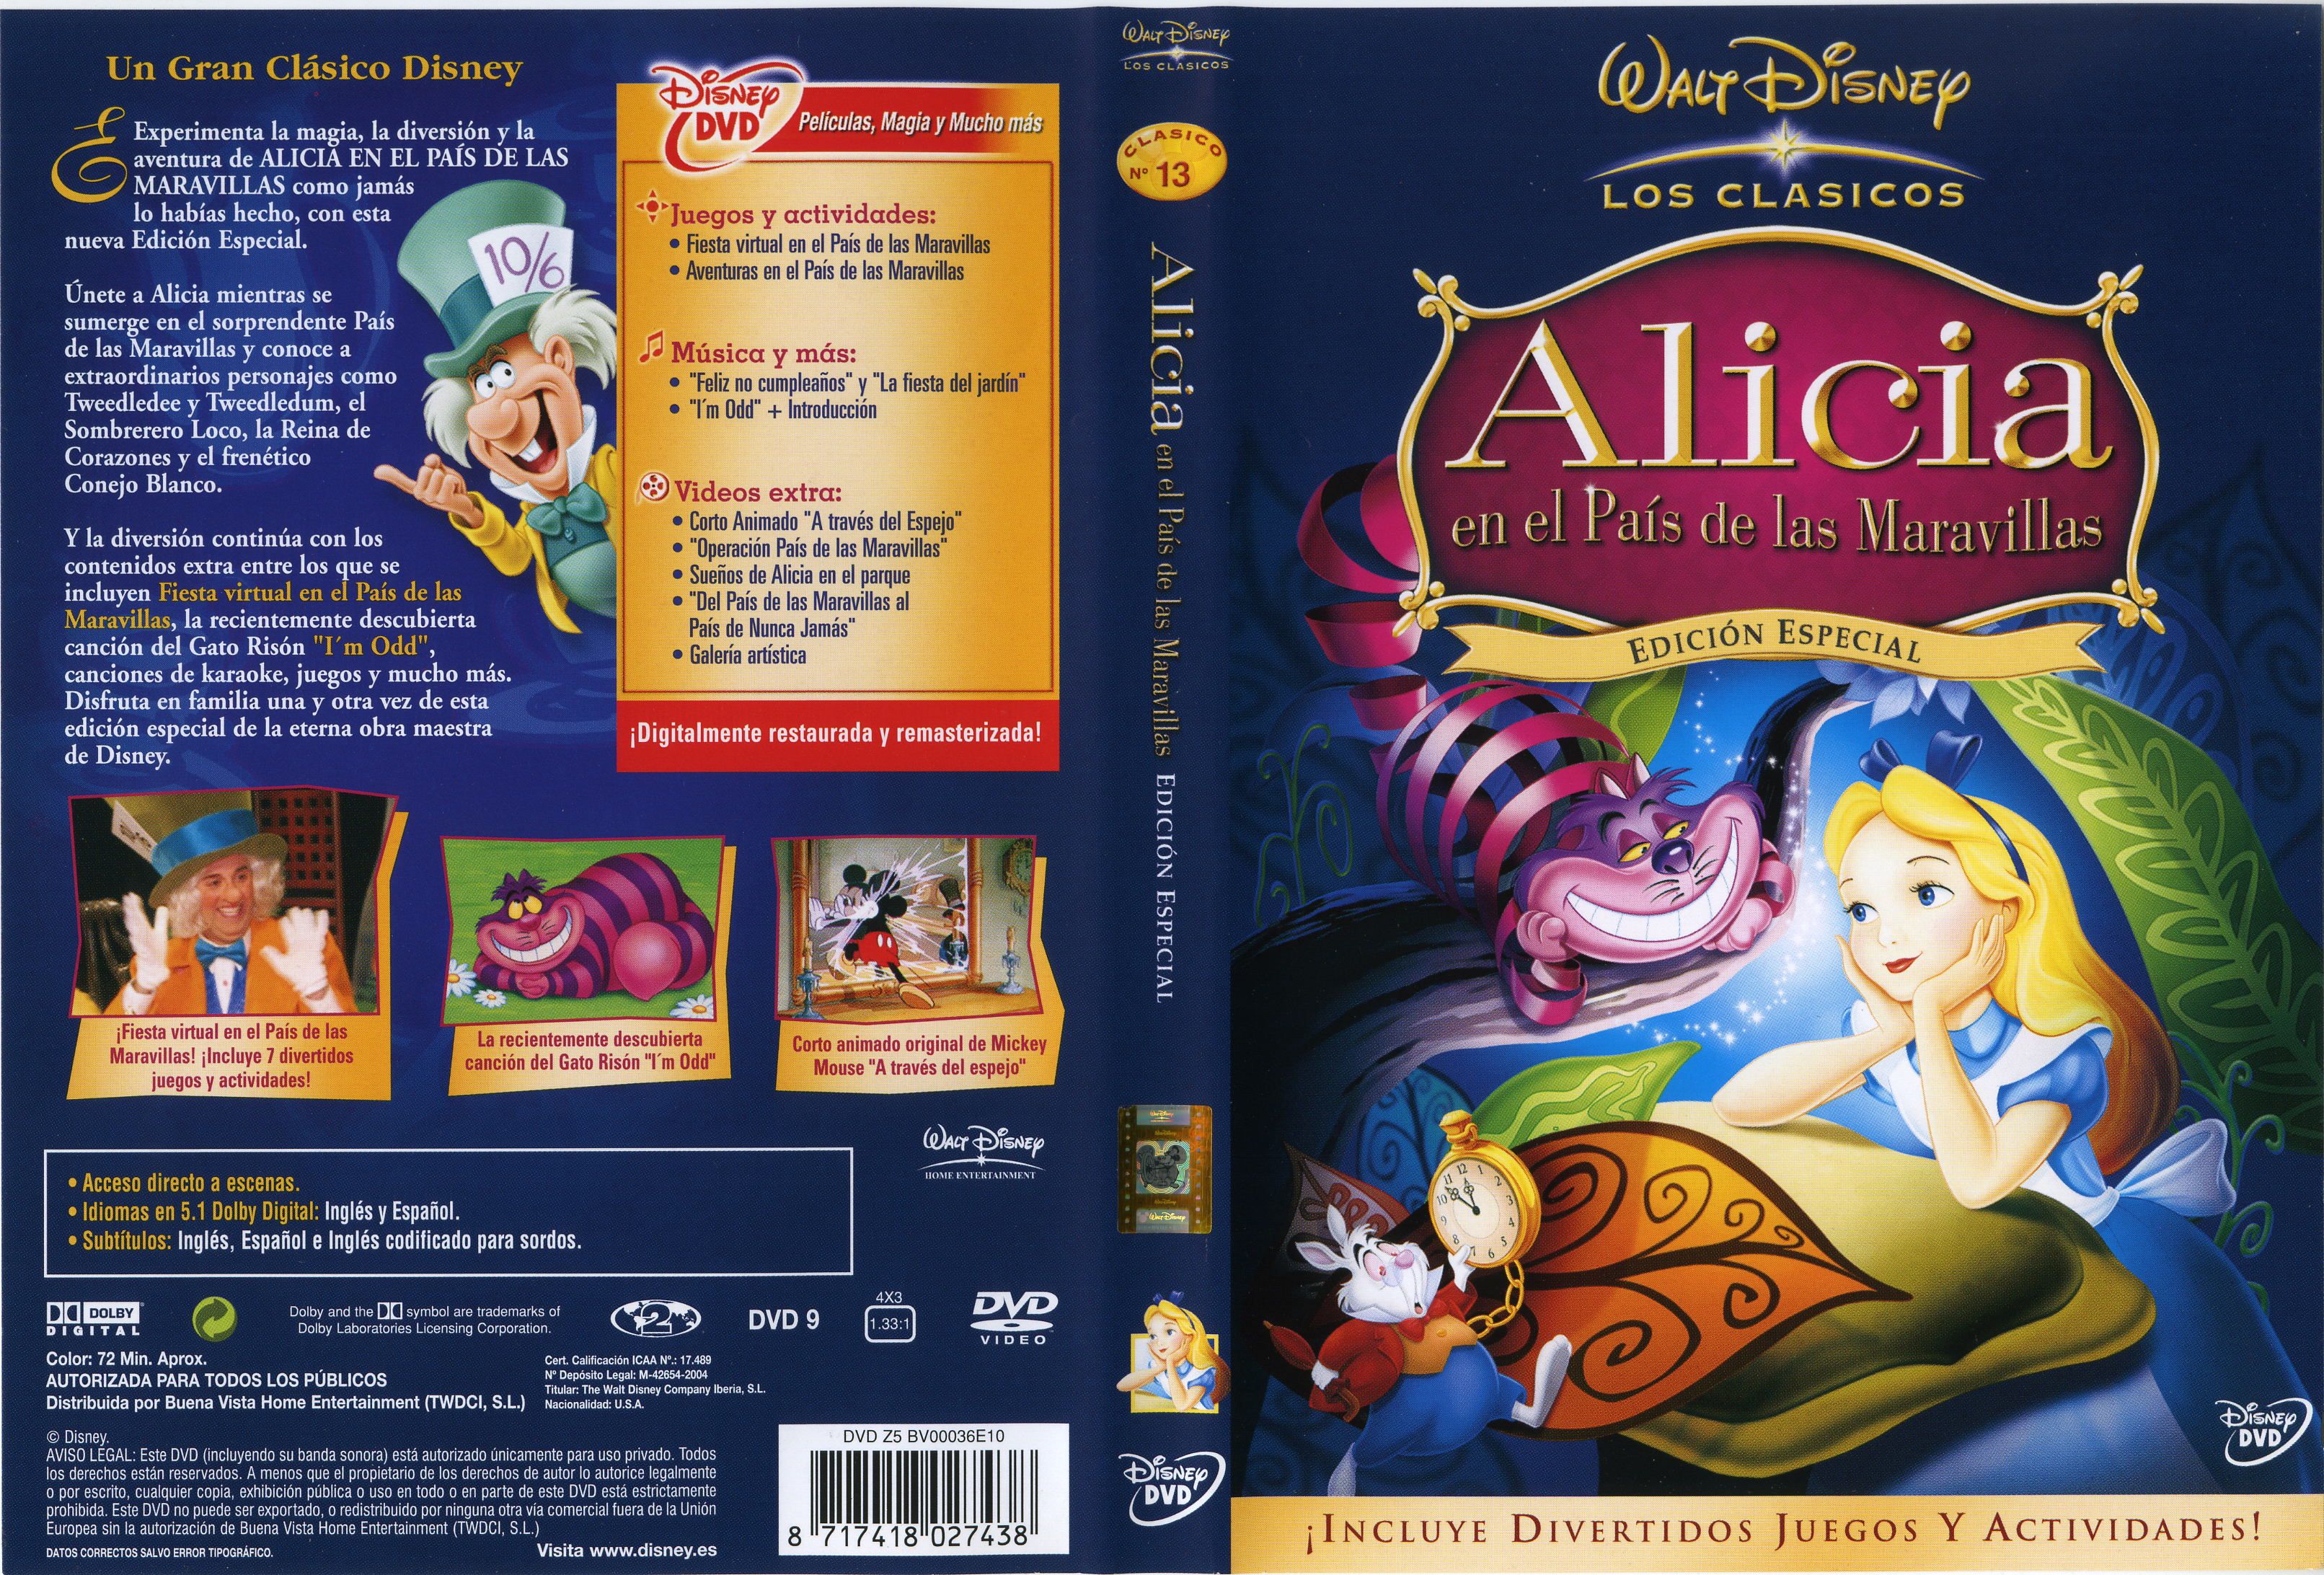 Un Gran Clásico Disney
E Experimenta la magia, la diversión y la
aventura de ALICIA EN EL PAÍS DE LAS
MARAVILLAS como jamás
lo habías hecho, con esta
nueva Edición Especial.
Únete a Alicia mientras se
sumerge en el sorprendente País
de las Maravillas y conoce a
extraordinarios personajes como
Tweedledee y Tweedledum, el
Sombrerero Loco, la Reina de
Corazones y el frenético
Conejo Blanco.
Y la diversión continúa con los
contenidos extra entre los que se
incluyen Fiesta virtual en el País de las
Maravillas, la recientemente descubierta
canción del Gato Risón "I´m Odd",
canciones de karaoke, juegos y mucho más.
Disfruta en familia una y otra vez de esta
edición especial de la eterna obra maestra
de Disney.
10/6
Disney
DVD
Películas, Magia y Mucho más
Juegos y actividades:
• Fiesta virtual en el País de las Maravillas
• Aventuras en el País de las Maravillas
Música y más:
• "Feliz no cumpleaños" y "La fiesta del jardín"
• "I´m Odd" + Introducción
Videos extra:
• Corto Animado "A través del Espejo"
• "Operación País de las Maravillas"
• Sueños de Alicia en el parque
• "Del País de las Maravillas al
País de Nunca Jamás"
• Galería artística
¡Digitalmente restaurada y remasterizada!
¡Fiesta virtual en el País de las
Maravillas! ¡Incluye 7 divertidos
juegos y actividades!
La recientemente descubierta
canción del Gato Risón "I´m Odd"
Corto animado original de Mickey
Mouse "A través del espejo"
Walt Disney
HOME ENTERTAINMENT
• Acceso directo a escenas.
• Idiomas en 5.1 Dolby Digital: Inglés y Español.
• Subtítulos: Inglés, Español e Inglés codificado para sordos.
DOLBY
DIGITAL
Dolby and the symbol are trademarks of
Dolby Laboratories Licensing Corporation.
2
DVD 9
4X3
1.33:1
DVD
VIDEO
Color: 72 Min. Aprox.
AUTORIZADA PARA TODOS LOS PÚBLICOS
Distribuida por Buena Vista Home Entertainment (TWDCI, S.L.)
Cert. Calificación ICAA Nº.: 17.489
Nº Depósito Legal: M-42654-2004
Titular: The Walt Disney Company Iberia, S.L.
Nacionalidad: U.S.A.
© Disney.
AVISO LEGAL: Este DVD (incluyendo su banda sonora) está autorizado únicamente para uso privado. Todos
los derechos están reservados. A menos que el propietario de los derechos de autor lo autorice legalmente
o por escrito, cualquier copia, exhibición pública o uso en todo o en parte de este DVD está estrictamente
prohibida. Este DVD no puede ser exportado, o redistribuido por ninguna otra vía comercial fuera de la Unión
Europea sin la autorización de Buena Vista Home Entertainment (TWDCI, S.L.)
DATOS CORRECTOS SALVO ERROR TIPOGRÁFICO.
Visita www.disney.es
DVD Z5 BV00036E10
8 717418 027438
Walt Disney
LOS CLASICOS
CLASICO
Nº 13
Alicia en el País de las Maravillas EDICIÓN ESPECIAL
Walt Disney
Disney
DVD
Walt Disney
LOS CLASICOS
Alicia
en el País de las Maravillas
EDICIÓN ESPECIAL
12 1 2 3 4 5 6 7 8 9 10 11
Disney
DVD
¡INCLUYE DIVERTIDOS JUEGOS Y ACTIVIDADES!